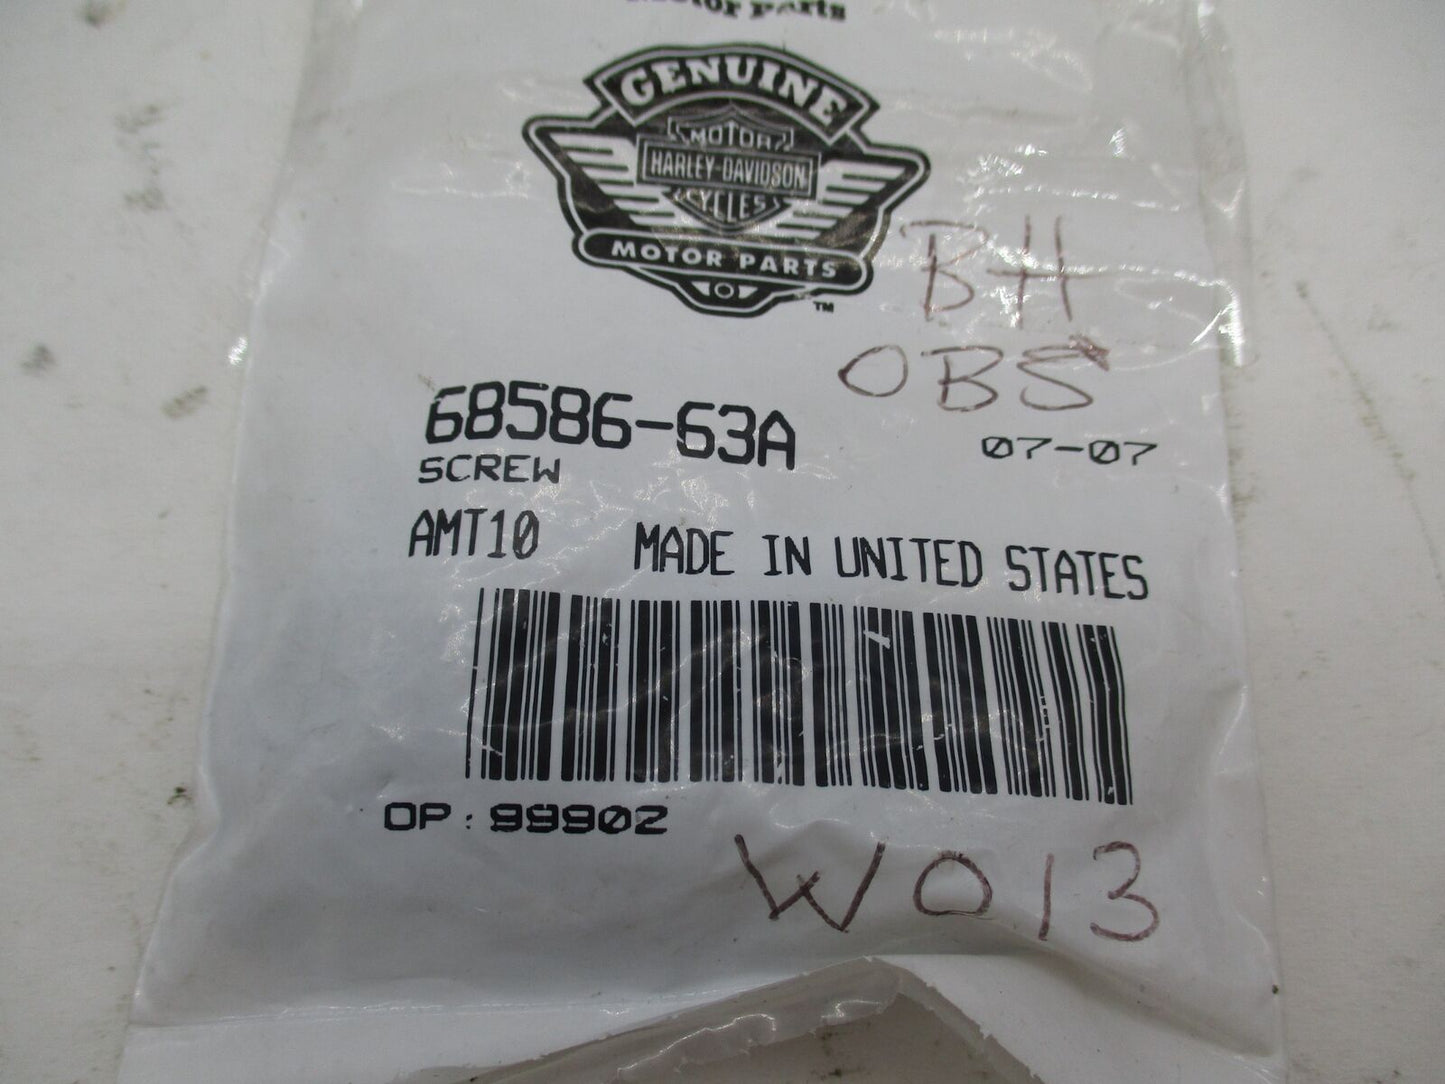 Parts
GENUINE
MOTOR
HARLEY-DAVIDSON
CYCLES
MOTOR PARTS
TM
BH
OBS
68586-63A
07-07
SCREW
AMT10 MADE IN UNITED STATES
OP: 99902
W013